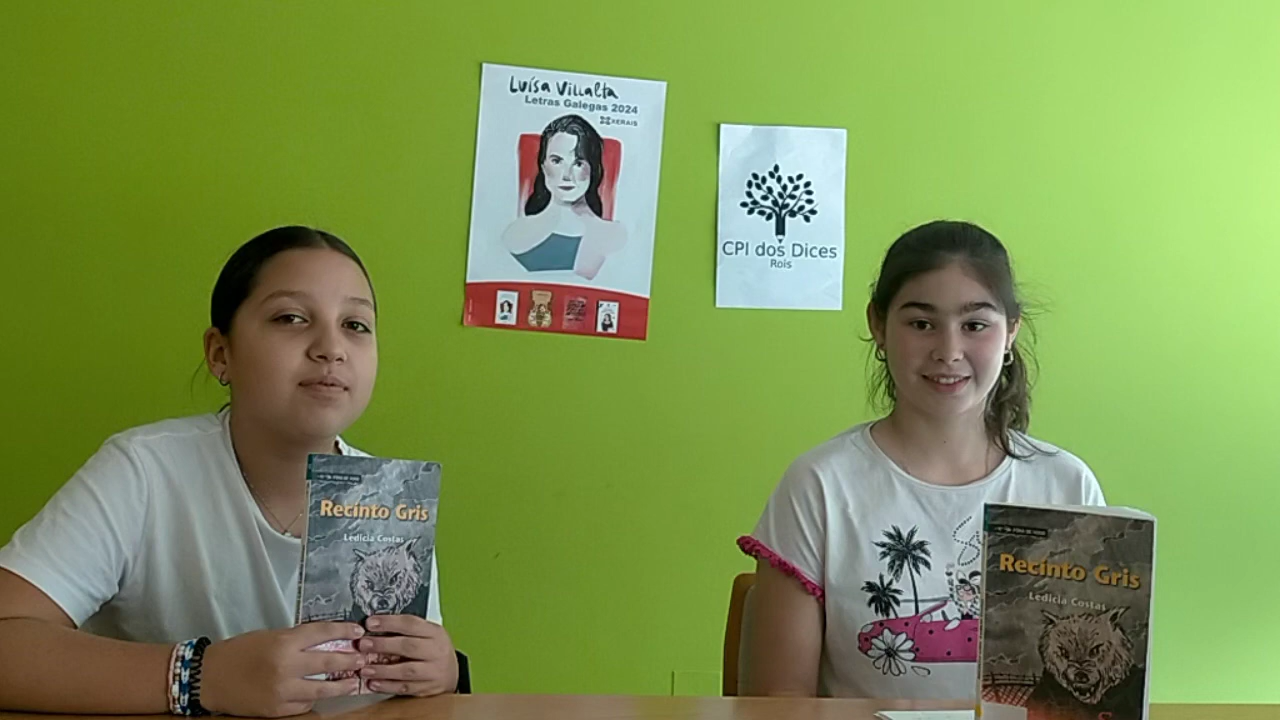 Luísa Villalta
Letras Galegas 2024
XERAIS
CPI dos Dices
Rois
Recinto Gris
Ledicia Costas
Recinto Gris
Ledicia Costas